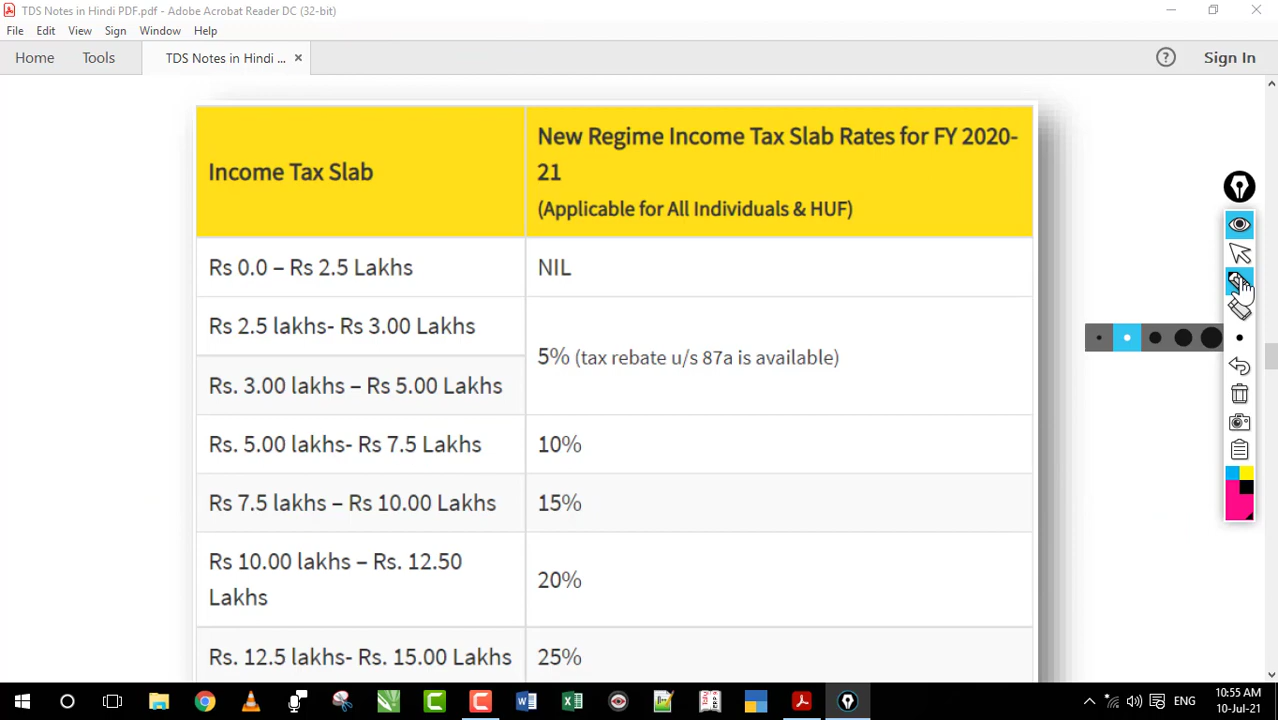 TDS Notes in Hindi PDF.pdf - Adobe Acrobat Reader DC (32-bit)
File Edit View Sign Window Help
Home Tools TDS Notes in Hindi ... × Sign In
Income Tax Slab
New Regime Income Tax Slab Rates for FY 2020-
21
(Applicable for All Individuals & HUF)
Rs 0.0 – Rs 2.5 Lakhs
NIL
Rs 2.5 lakhs- Rs 3.00 Lakhs
5% (tax rebate u/s 87a is available)
Rs. 3.00 lakhs – Rs 5.00 Lakhs
Rs. 5.00 lakhs- Rs 7.5 Lakhs
10%
Rs 7.5 lakhs – Rs 10.00 Lakhs
15%
Rs 10.00 lakhs – Rs. 12.50
Lakhs
20%
Rs. 12.5 lakhs- Rs. 15.00 Lakhs
25%
ENG
10:55 AM
10-Jul-21